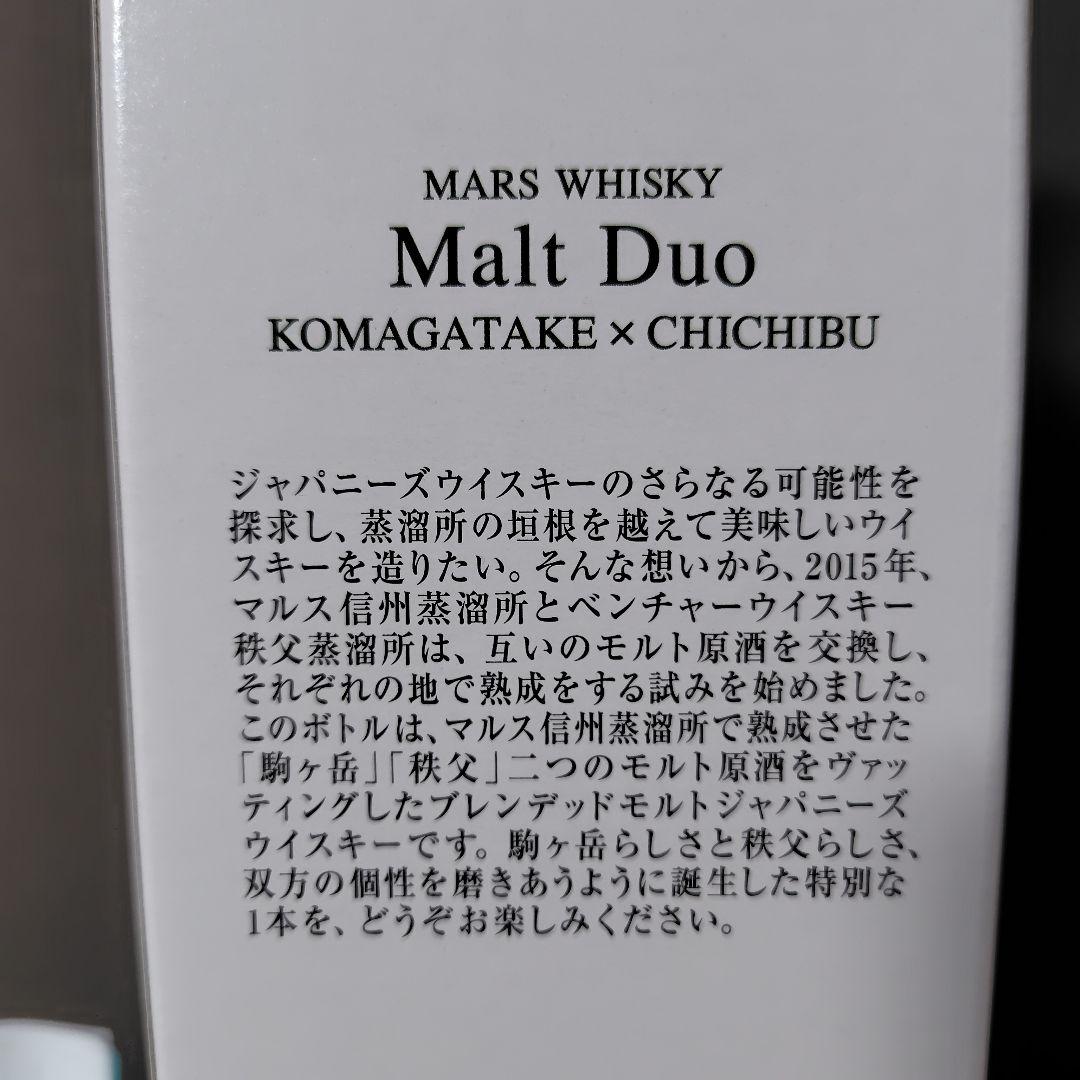 MARS WHISKY
Malt Duo
KOMAGATAKE × CHICHIBU
ジャパニーズウイスキーのさらなる可能性を
探求し、蒸溜所の垣根を越えて美味しいウイ
スキーを造りたい。そんな想いから、2015年、
マルス信州蒸溜所とベンチャーウイスキー
秩父蒸溜所は、互いのモルト原酒を交換し、
それぞれの地で熟成をする試みを始めました。
このボトルは、マルス信州蒸溜所で熟成させた
「駒ヶ岳」「秩父」二つのモルト原酒をヴァッ
ティングしたブレンデッドモルトジャパニーズ
ウイスキーです。駒ヶ岳らしさと秩父らしさ、
双方の個性を磨きあうように誕生した特別な
1本を、どうぞお楽しみください。